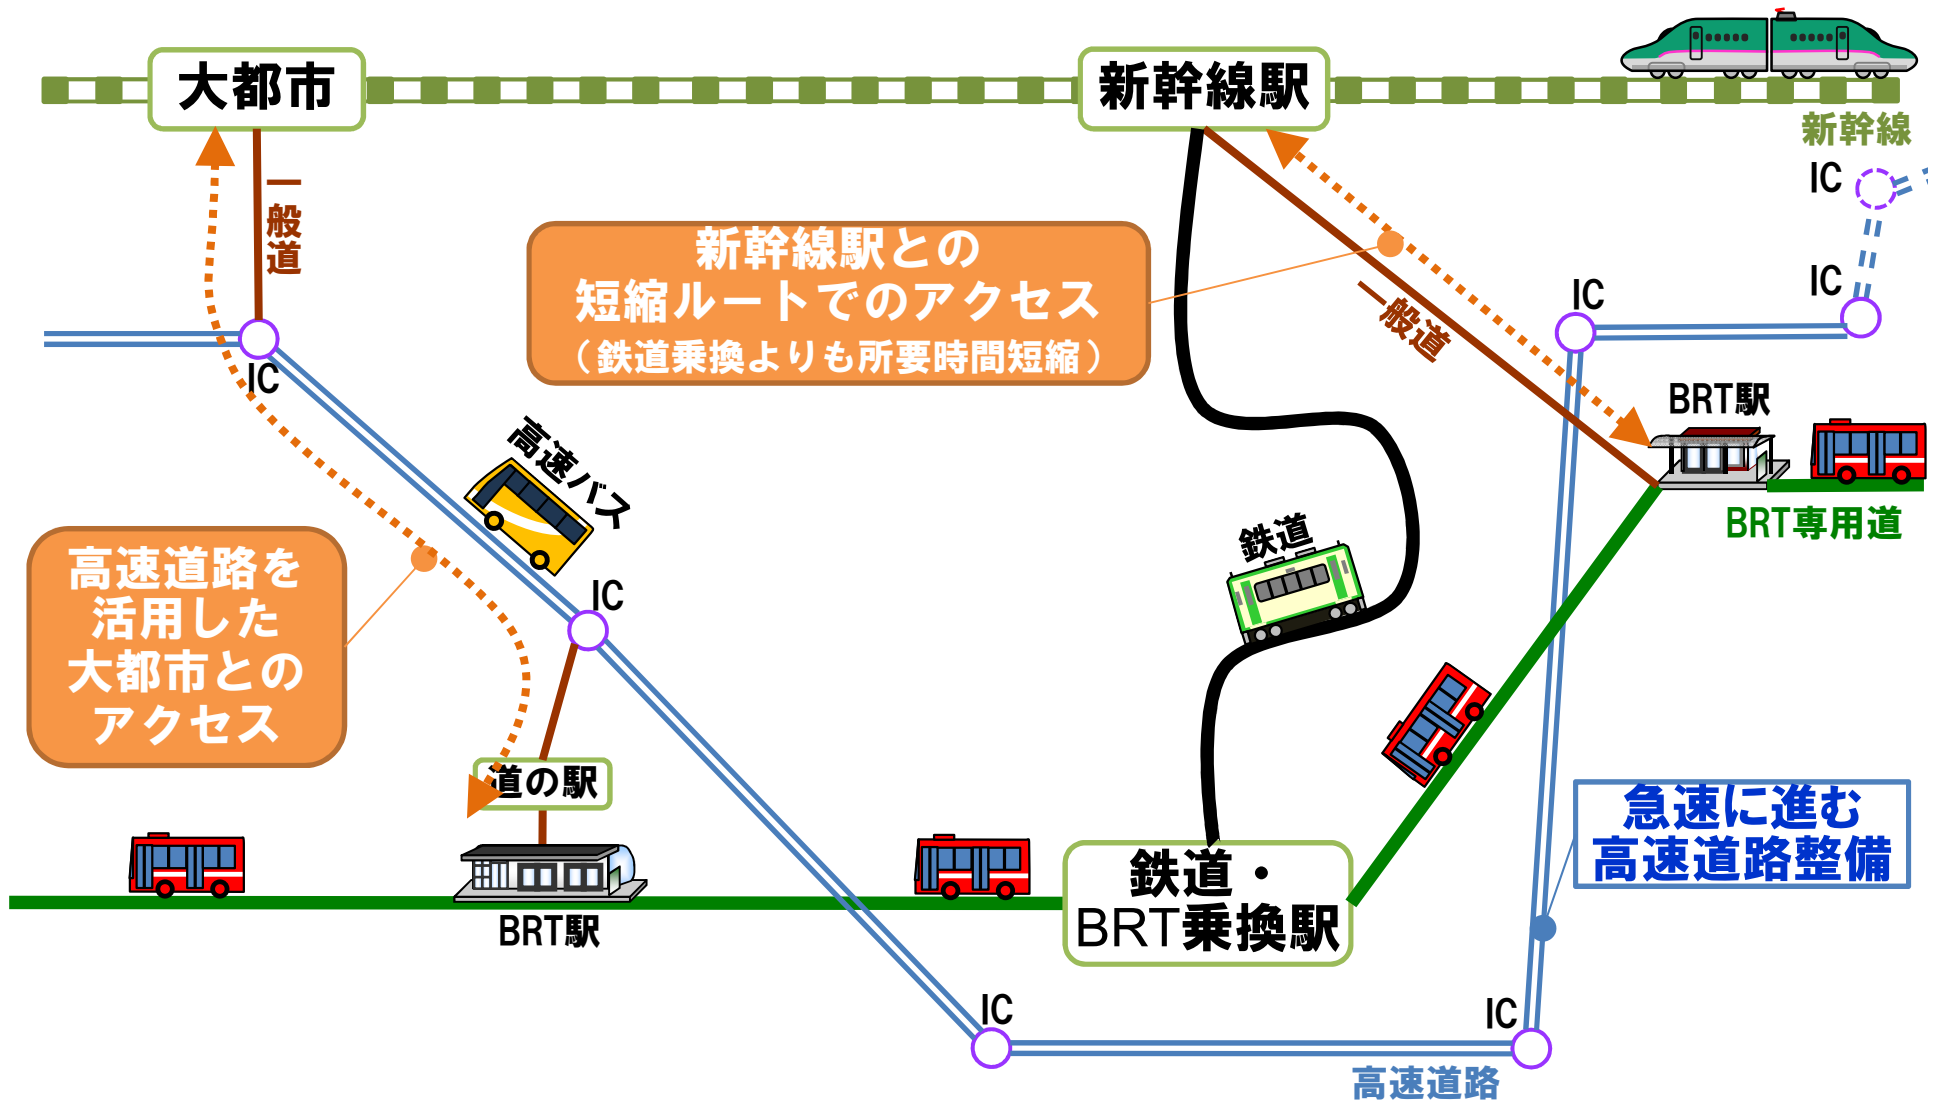 大都市
新幹線駅
新幹線
IC
一般道
新幹線駅との
短縮ルートでのアクセス
（鉄道乗換よりも所要時間短縮）
IC
IC
一般道
IC
BRT駅
高速バス
BRT専用道
鉄道
高速道路を
活用した
大都市との
アクセス
IC
道の駅
急速に進む
高速道路整備
鉄道・
BRT乗換駅
BRT駅
IC
IC
高速道路